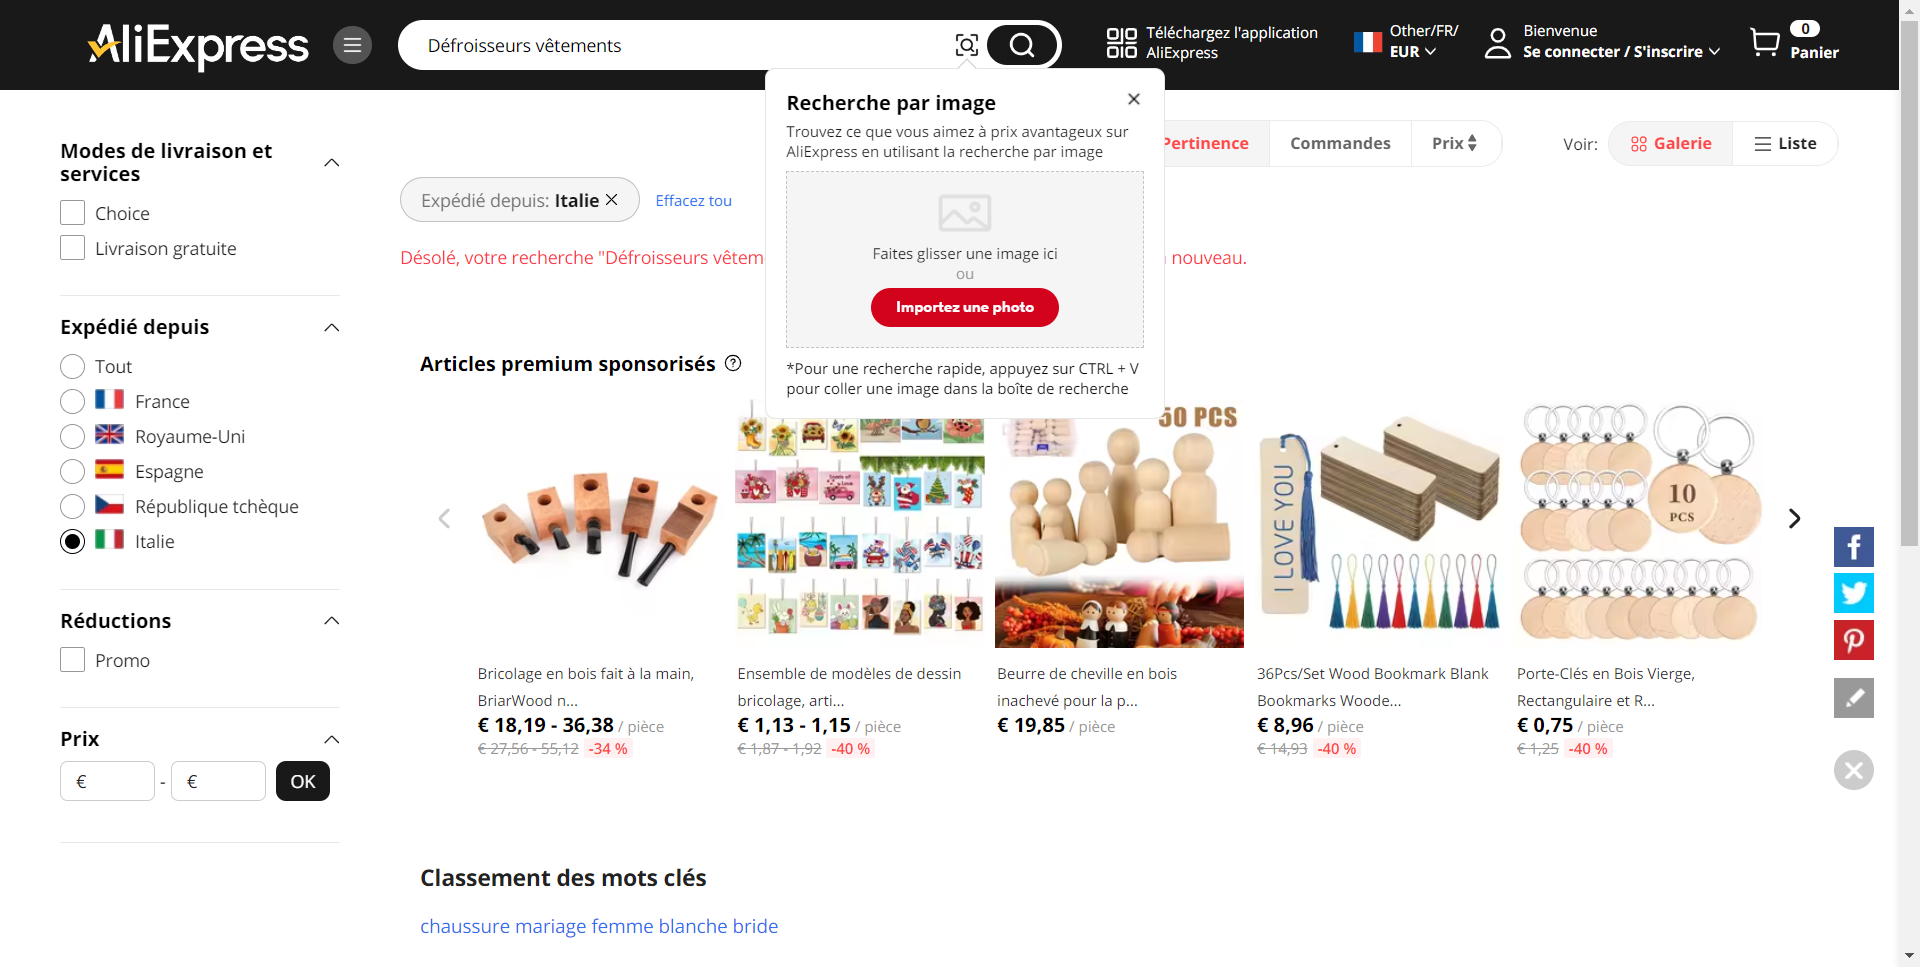 AliExpress
Défroisseurs vêtements
Téléchargez l'application
AliExpress
Other/FR/
EUR
Bienvenue
Se connecter / S'inscrire
0
Panier
Recherche par image
Trouvez ce que vous aimez à prix avantageux sur
AliExpress en utilisant la recherche par image
Faites glisser une image ici
ou
Importez une photo
*Pour une recherche rapide, appuyez sur CTRL + V
pour coller une image dans la boîte de recherche
Pertinence
Commandes
Prix
Voir:
Galerie
Liste
Modes de livraison et
services
Choice
Livraison gratuite
Expédié depuis
Tout
France
Royaume-Uni
Espagne
République tchèque
Italie
Réductions
Promo
Prix
€ - € OK
Expédié depuis: Italie
Effacez tou
Désolé, votre recherche "Défroisseurs vêtem
nouveau.
Articles premium sponsorisés
50 PCS
I LOVE YOU
10
PCS
Bricolage en bois fait à la main,
BriarWood n...
€ 18,19 - 36,38 / pièce
€ 27,56 - 55,12 -34 %
Ensemble de modèles de dessin
bricolage, arti...
€ 1,13 - 1,15 / pièce
€ 1,87 - 1,92 -40 %
Beurre de cheville en bois
inachevé pour la p...
€ 19,85 / pièce
36Pcs/Set Wood Bookmark Blank
Bookmarks Woode...
€ 8,96 / pièce
€ 14,93 -40 %
Porte-Clés en Bois Vierge,
Rectangulaire et R...
€ 0,75 / pièce
€ 1,25 -40 %
Classement des mots clés
chaussure mariage femme blanche bride